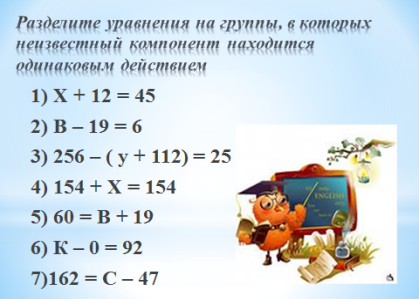 Разделите уравнения на группы, в которых
неизвестный компонент находится
одинаковым действием
1) Х + 12 = 45
2) В – 19 = 6
3) 256 – ( у + 112) = 25
4) 154 + Х = 154
5) 60 = В + 19
6) К – 0 = 92
7)162 = С – 47
ENGLISH